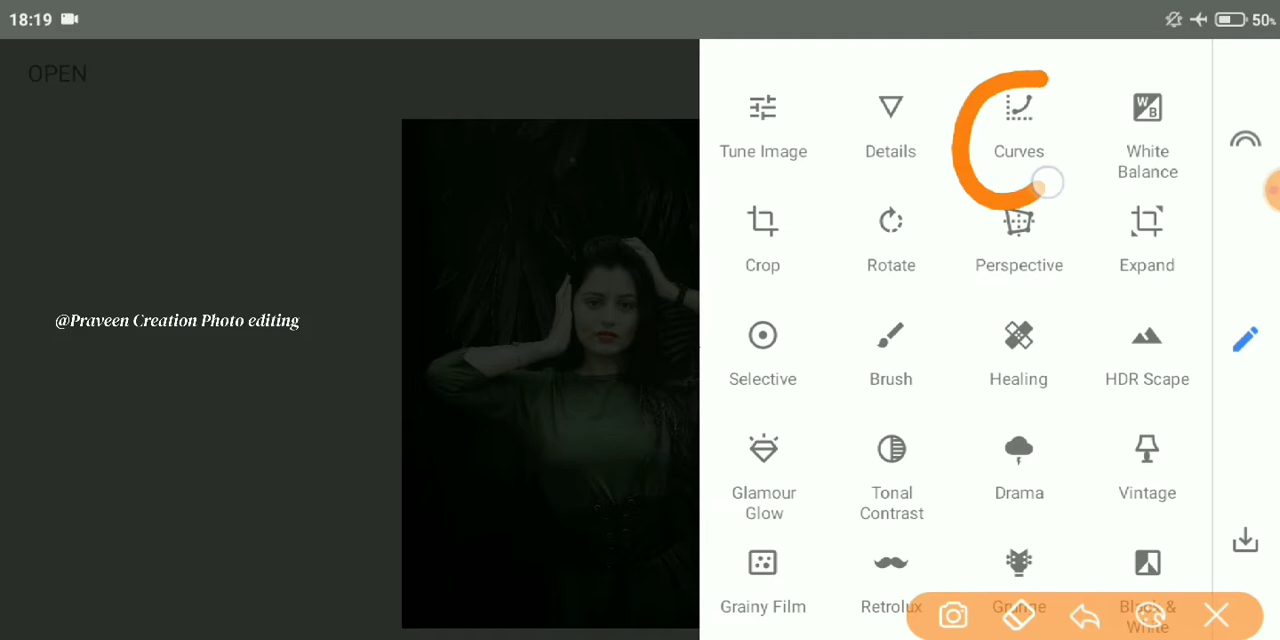 18:19
50%
OPEN
Tune Image
Details
Curves
White
Balance
Crop
Rotate
Perspective
Expand
@Praveen Creation Photo editing
Selective
Brush
Healing
HDR Scape
Glamour
Glow
Tonal
Contrast
Drama
Vintage
Grainy Film
Retrolux
Grunge
Black &
White